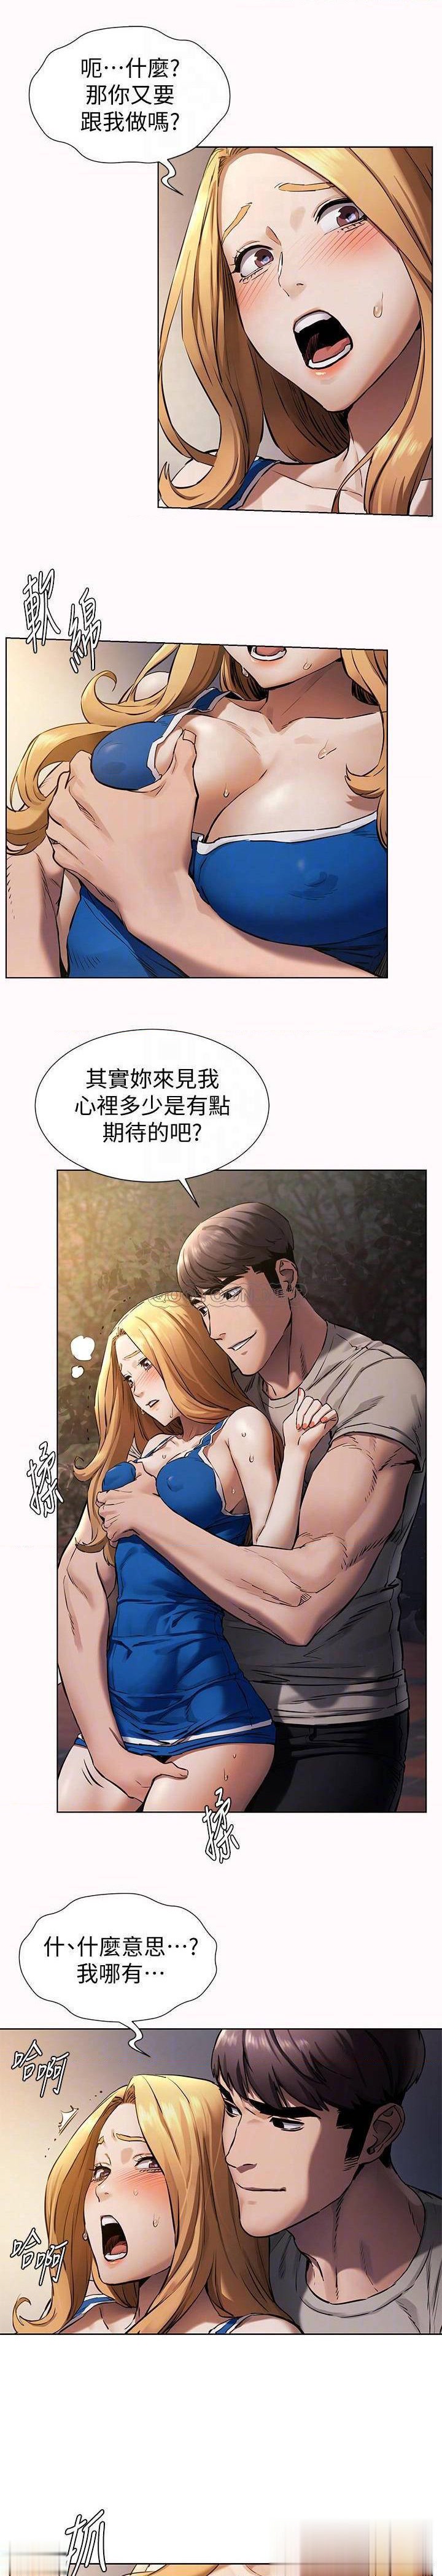 呃⋯什麼?
那你又要
跟我做嗎?
軟
綿
其實妳來見我
心裡多少是有點
期待的吧?
揉
揉
什、什麼意思⋯?
我哪有⋯
哈啊
哈啊
抓